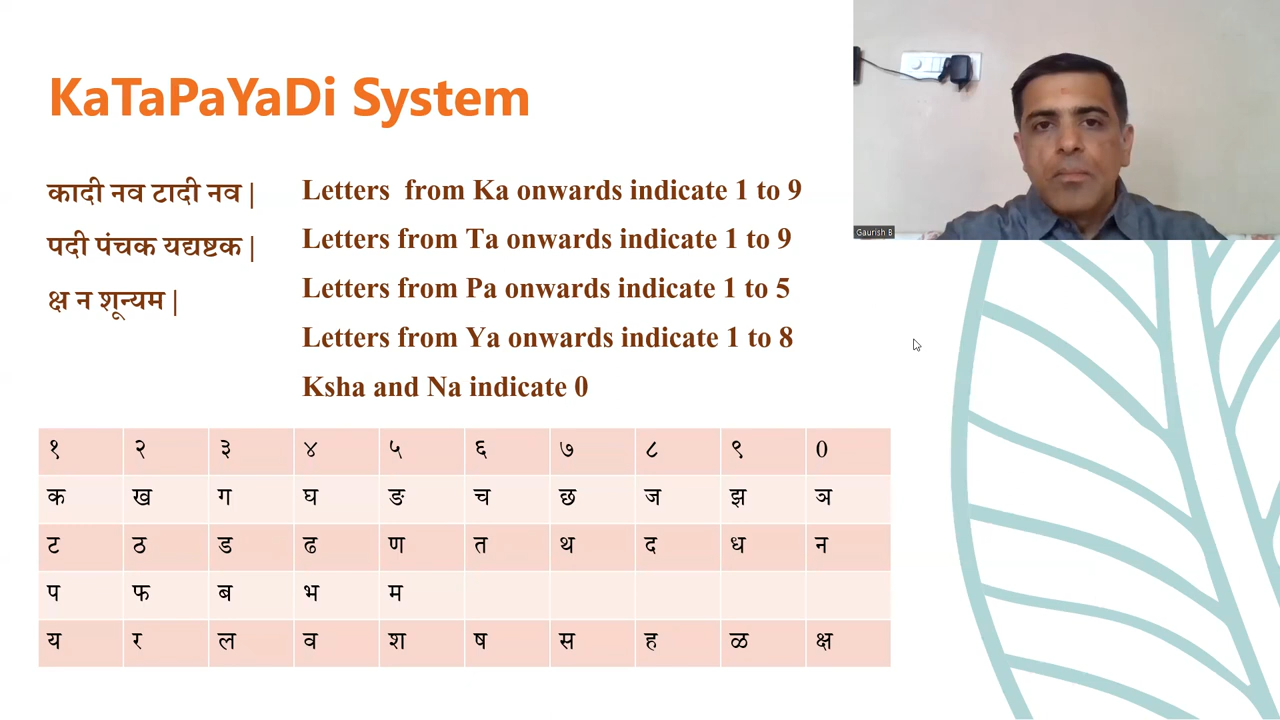 KaTaPaYaDi System
कादी नव टादी नव |
पदी पंचक यद्यष्टक |
क्ष न शून्यम |
Letters from Ka onwards indicate 1 to 9
Letters from Ta onwards indicate 1 to 9
Letters from Pa onwards indicate 1 to 5
Letters from Ya onwards indicate 1 to 8
Ksha and Na indicate 0
१ २ ३ ४ ५ ६ ७ ८ ९ 0
क ख ग घ ङ च छ ज झ ञ
ट ठ ड ढ ण त थ द ध न
प फ ब भ म
य र ल व श ष स ह ळ क्ष
Gaurish B